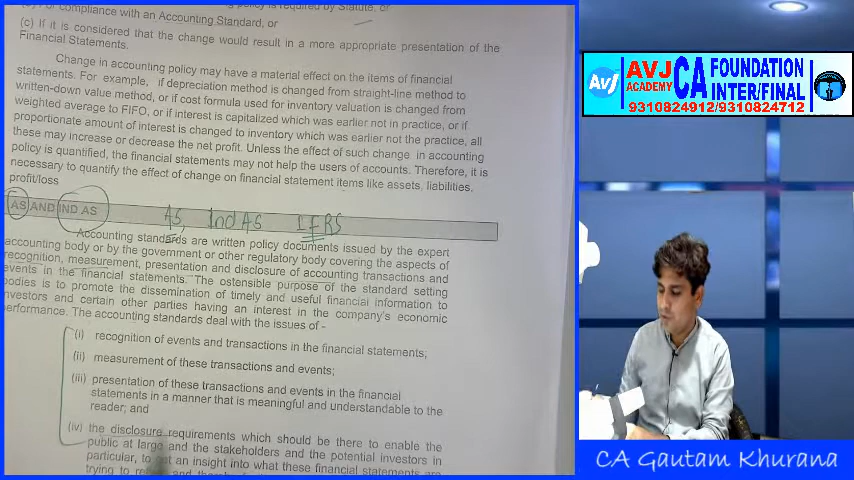 For compliance with an Accounting Standard, or
policy is required by Statute, or
(c) If it is considered that the change would result in a more appropriate presentation of the
Financial Statements.
Change in accounting policy may have a material effect on the items of financial
statements. For example, if depreciation method is changed from straight-line method to
written-down value method, or if cost formula used for inventory valuation is changed from
weighted average to FIFO, or if interest is capitalized which was earlier not in practice, or if
proportionate amount of interest is changed to inventory which was earlier not the practice, all
these may increase or decrease the net profit. Unless the effect of such change in accounting
policy is quantified, the financial statements may not help the users of accounts. Therefore, it is
necessary to quantify the effect of change on financial statement items like assets, liabilities,
profit/loss
AS AND IND AS
AS, Ind AS IFRS
Accounting standards are written policy documents issued by the expert
accounting body or by the government or other regulatory body covering the aspects of
recognition, measurement, presentation and disclosure of accounting transactions and
events in the financial statements. The ostensible purpose of the standard setting
bodies is to promote the dissemination of timely and useful financial information to
investors and certain other parties having an interest in the company's economic
performance. The accounting standards deal with the issues of -
(i) recognition of events and transactions in the financial statements;
(ii) measurement of these transactions and events;
(iii) presentation of these transactions and events in the financial
statements in a manner that is meaningful and understandable to the
reader; and
(iv) the disclosure requirements which should be there to enable the
public at large and the stakeholders and the potential investors in
particular, to get an insight into what these financial statements are
trying to
AVJ
AVJ
ACADEMY
CA
FOUNDATION
INTER/FINAL
9310824912/9310824712
CA Gautam Khurana